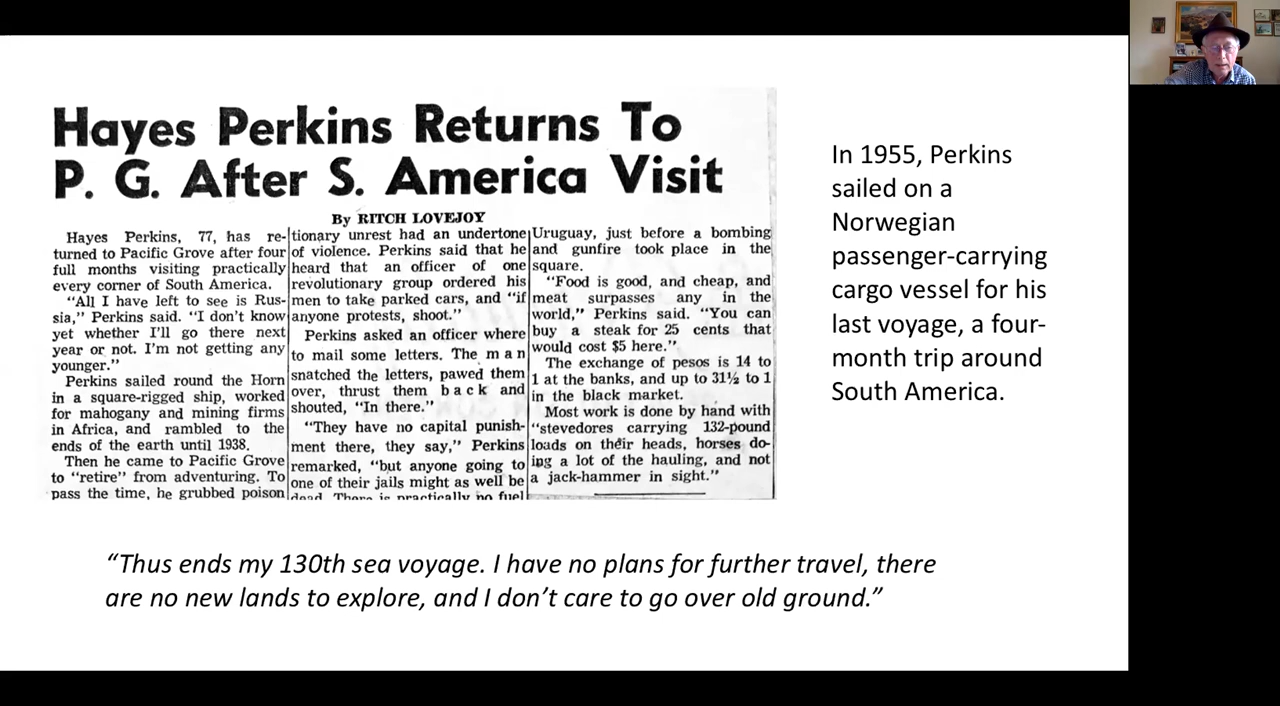 Hayes Perkins Returns To
P. G. After S. America Visit
By RITCH LOVEJOY
Hayes Perkins, 77, has re-
turned to Pacific Grove after four
full months visiting practically
every corner of South America.
"All I have left to see is Rus-
sia," Perkins said. "I don't know
yet whether I'll go there next
year or not. I'm not getting any
younger."
Perkins sailed round the Horn
in a square-rigged ship, worked
for mahogany and mining firms
in Africa, and rambled to the
ends of the earth until 1938.
Then he came to Pacific Grove
to "retire" from adventuring. To
pass the time, he grubbed poison
tionary unrest had an undertone
of violence. Perkins said that he
heard that an officer of one
revolutionary group ordered his
men to take parked cars, and "if
anyone protests, shoot."
Perkins asked an officer where
to mail some letters. The man
snatched the letters, pawed them
over, thrust them back and
shouted, "In there."
"They have no capital punish-
ment there, they say," Perkins
remarked, "but anyone going to
one of their jails might as well be
dead. There is practically no fuel
Uruguay, just before a bombing
and gunfire took place in the
square.
"Food is good, and cheap, and
meat surpasses any in the
world," Perkins said. "You can
buy a steak for 25 cents that
would cost $5 here."
The exchange of pesos is 14 to
1 at the banks, and up to 31½ to 1
in the black market.
Most work is done by hand with
"stevedores carrying 132-pound
loads on their heads, horses do-
ing a lot of the hauling, and not
a jack-hammer in sight."
In 1955, Perkins
sailed on a
Norwegian
passenger-carrying
cargo vessel for his
last voyage, a four-
month trip around
South America.
“Thus ends my 130th sea voyage. I have no plans for further travel, there
are no new lands to explore, and I don’t care to go over old ground.”